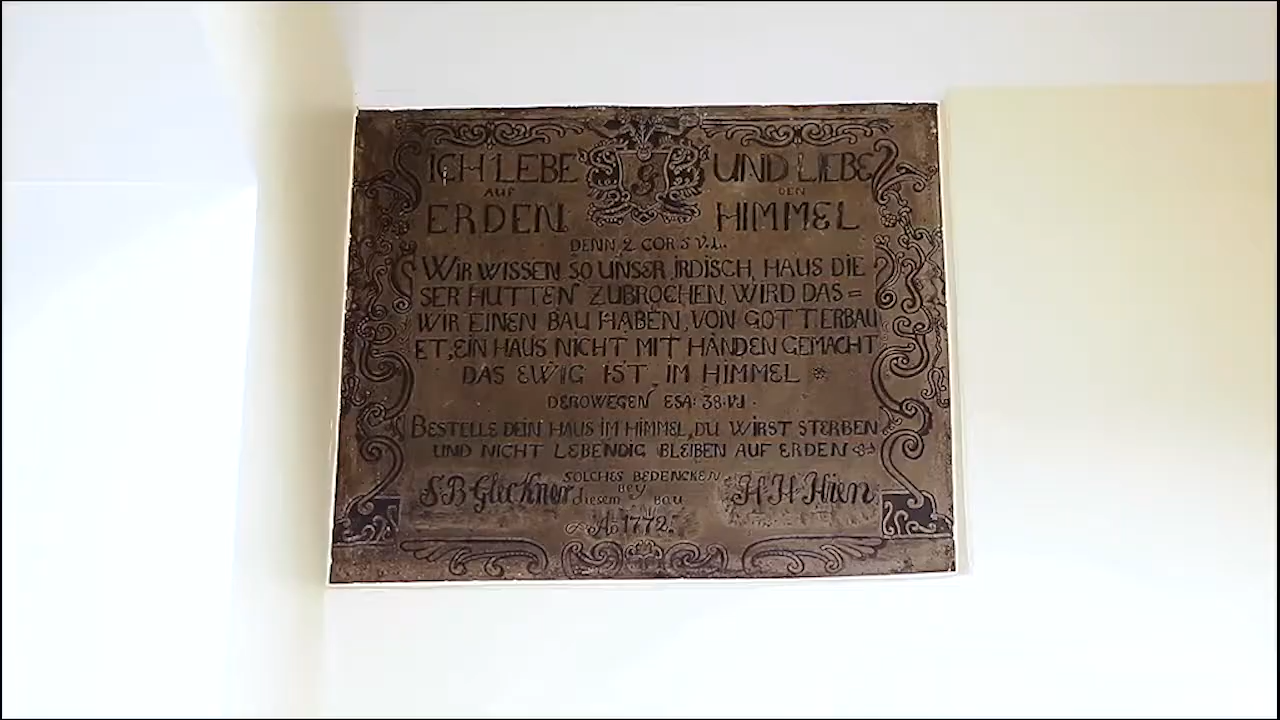 ICH LEBE G UND LIEBE
AUF DEN
ERDEN HIMMEL
DENN 2 COR 5 V.1.
WIR WISSEN SO UNSER IRDISCH HAUS DIE
SER HUTTEN ZUBROCHEN WIRD DAS =
WIR EINEN BAU HABEN, VON GOTT ERBAU
ET, EIN HAUS NICHT MIT HÄNDEN GEMACHT
DAS EWIG IST IM HIMMEL
DEROWEGEN ESA: 38: V.1.
BESTELLE DEIN HAUS IM HIMMEL, DU WIRST STERBEN
UND NICHT LEBENDIG BLEIBEN AUF ERDEN
SOLCHES BEDENCKEN
S B Gleckner bey H H Hien
diesem bau
Ao 1772.